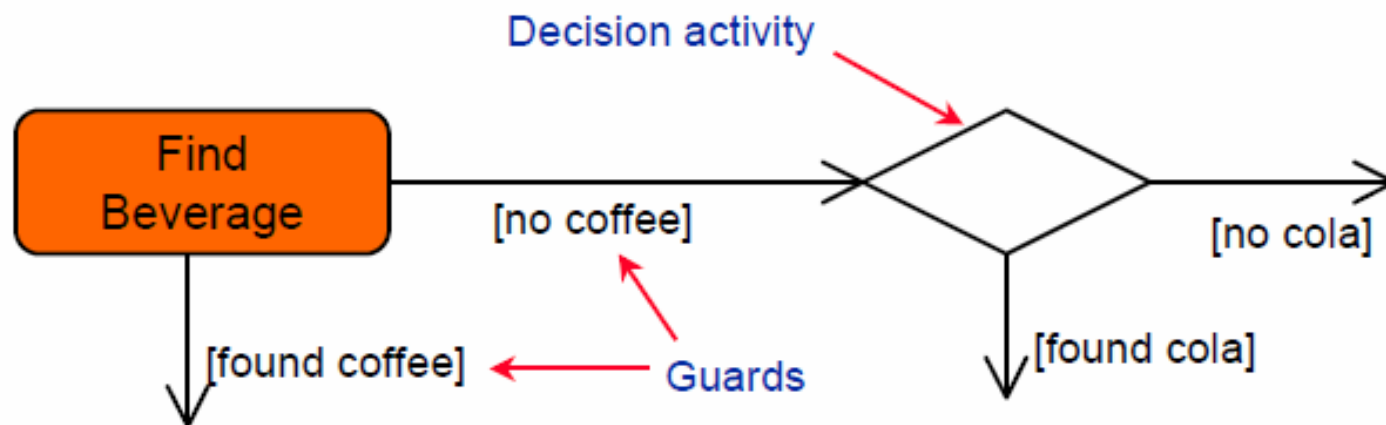 Decision activity
Find
Beverage
[no coffee]
[no cola]
[found coffee]
Guards
[found cola]